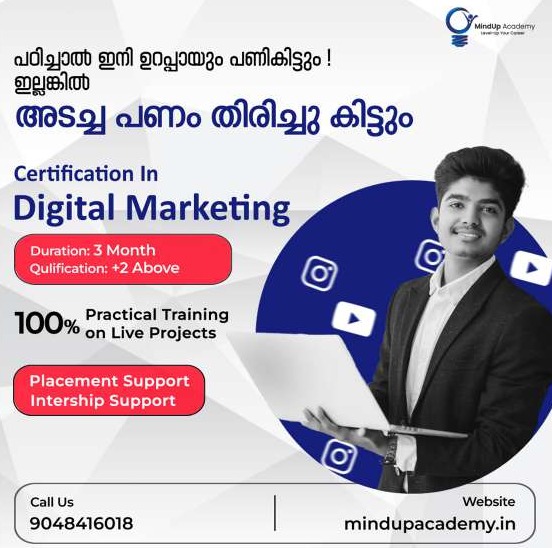 MindUp Academy
Level-Up Your Career
പഠിച്ചാൽ ഇനി ഉറപ്പായും പണികിട്ടും !
ഇല്ലങ്കിൽ
അടച്ച പണം തിരിച്ചു കിട്ടും
Certification In
Digital Marketing
Duration: 3 Month
Qulification: +2 Above
100% Practical Training
on Live Projects
Placement Support
Intership Support
Call Us
9048416018
Website
mindupacademy.in